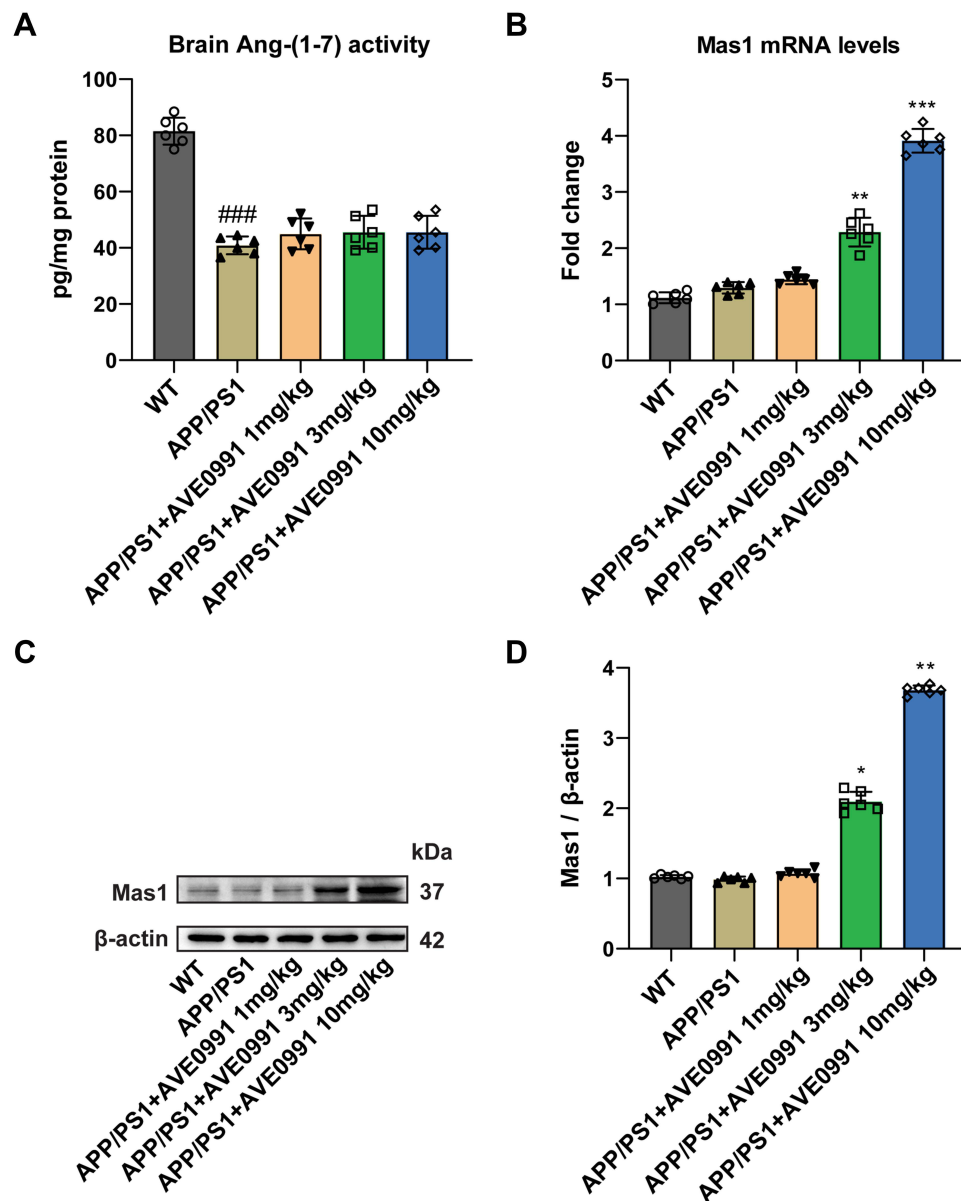 A
Brain Ang-(1-7) activity
pg/mg protein
100
80
60
40
20
0
###
WT
APP/PS1
APP/PS1+AVE0991 1mg/kg
APP/PS1+AVE0991 3mg/kg
APP/PS1+AVE0991 10mg/kg
B
Mas1 mRNA levels
Fold change
5
4
3
2
1
0
**
***
WT
APP/PS1
APP/PS1+AVE0991 1mg/kg
APP/PS1+AVE0991 3mg/kg
APP/PS1+AVE0991 10mg/kg
C
kDa
Mas1 37
β-actin 42
WT
APP/PS1
APP/PS1+AVE0991 1mg/kg
APP/PS1+AVE0991 3mg/kg
APP/PS1+AVE0991 10mg/kg
D
Mas1 / β-actin
4
3
2
1
0
*
**
WT
APP/PS1
APP/PS1+AVE0991 1mg/kg
APP/PS1+AVE0991 3mg/kg
APP/PS1+AVE0991 10mg/kg